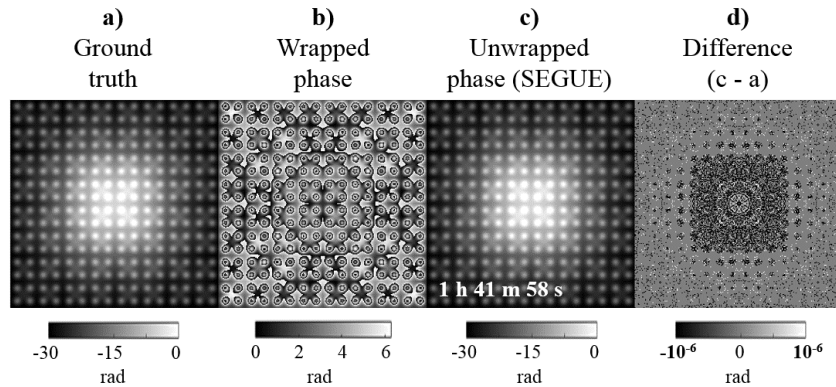 a)
Ground
truth
b)
Wrapped
phase
c)
Unwrapped
phase (SEGUE)
d)
Difference
(c - a)
1 h 41 m 58 s
-30 -15 0
rad
0 2 4 6
rad
-30 -15 0
rad
-10⁻⁶ 0 10⁻⁶
rad